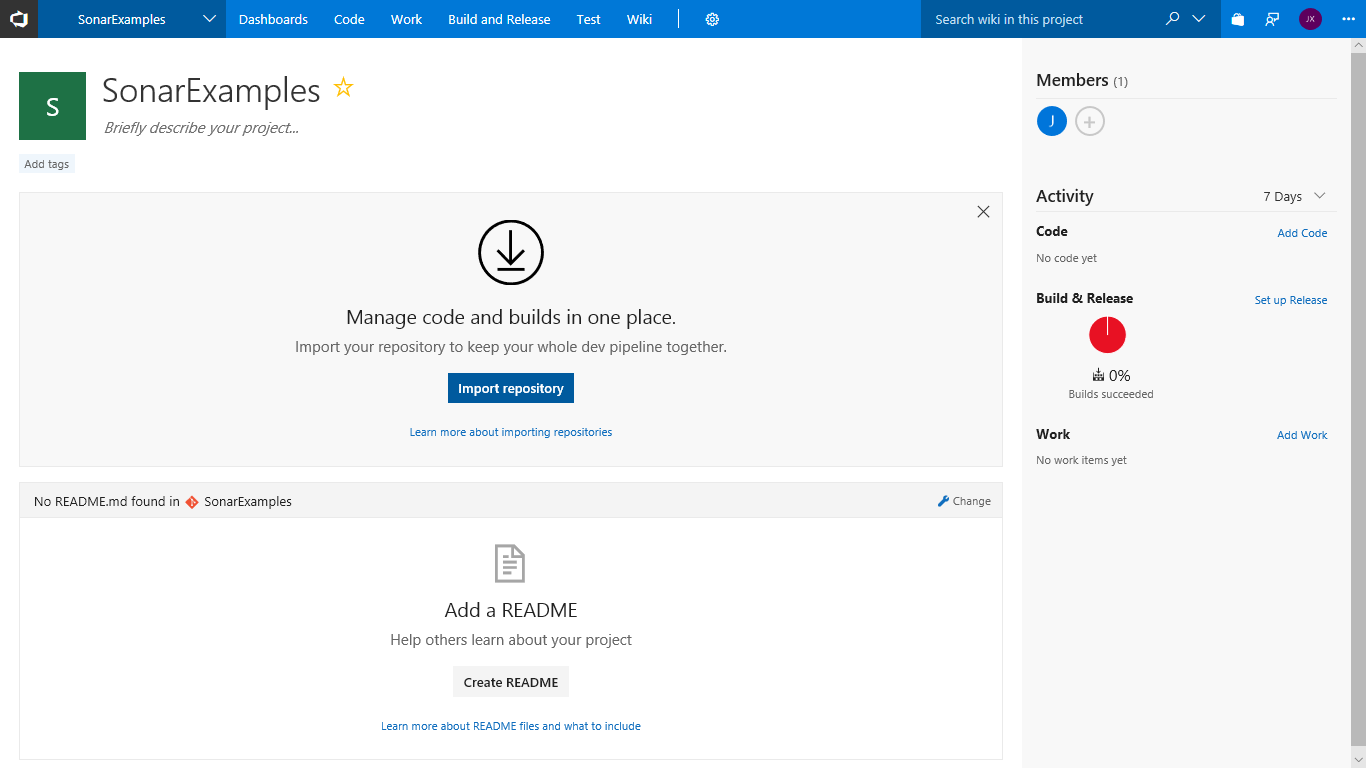 SonarExamples
Dashboards
Code
Work
Build and Release
Test
Wiki
Search wiki in this project
JX
S
SonarExamples
Briefly describe your project...
Add tags
Manage code and builds in one place.
Import your repository to keep your whole dev pipeline together.
Import repository
Learn more about importing repositories
No README.md found in SonarExamples
Change
Add a README
Help others learn about your project
Create README
Learn more about README files and what to include
Members (1)
J
Activity
7 Days
Code
Add Code
No code yet
Build & Release
Set up Release
0%
Builds succeeded
Work
Add Work
No work items yet